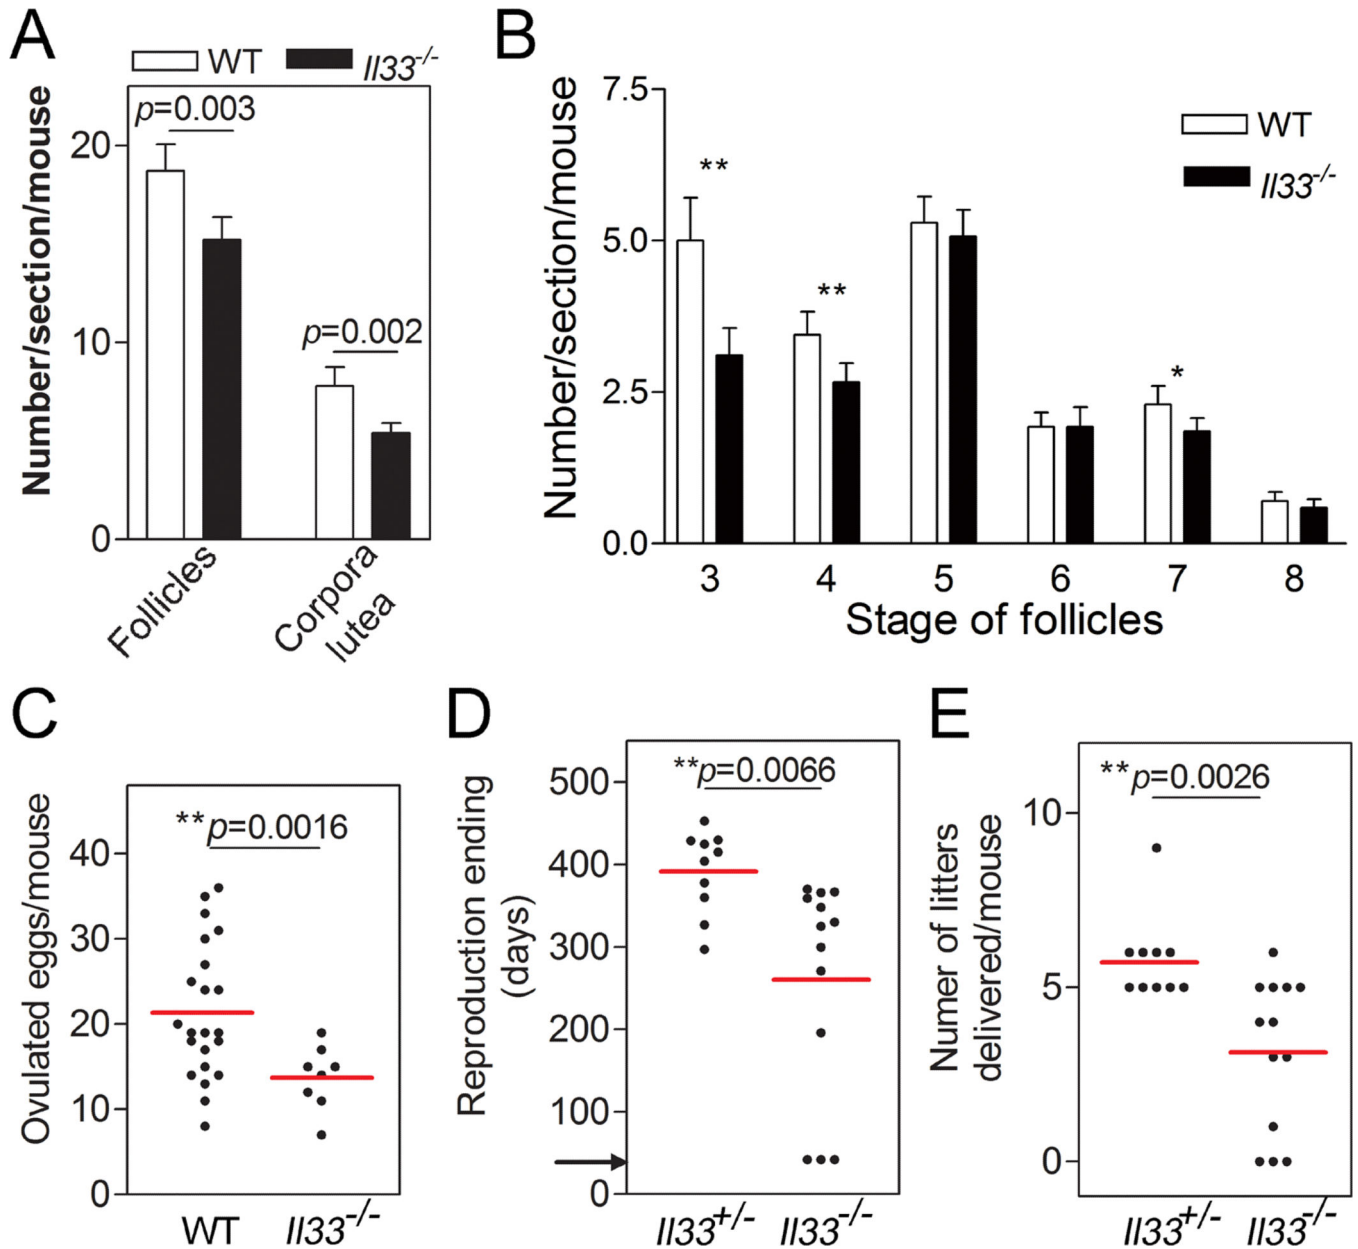 A
WT Il33-/-
Number/section/mouse
20
10
0
p=0.003
p=0.002
Follicles
Corpora
lutea
B
Number/section/mouse
7.5
5.0
2.5
0.0
WT
Il33-/-
**
**
*
3 4 5 6 7 8
Stage of follicles
C
Ovulated eggs/mouse
40
30
20
10
0
**p=0.0016
WT Il33-/-
D
Reproduction ending
(days)
500
400
300
200
100
0
**p=0.0066
Il33+/- Il33-/-
E
Numer of litters
delivered/mouse
10
5
0
**p=0.0026
Il33+/- Il33-/-